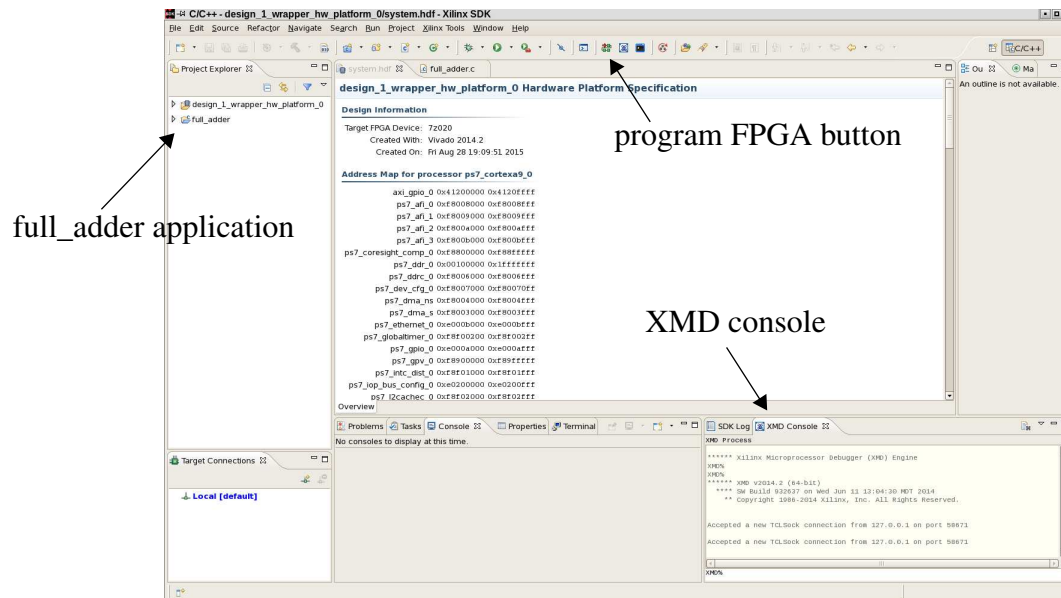 C/C++ - design_1_wrapper_hw_platform_0/system.hdf - Xilinx SDK
File Edit Source Refactor Navigate Search Run Project Xilinx Tools Window Help
C/C++
Project Explorer
system.hdf full_adder.c
Ou Ma
design_1_wrapper_hw_platform_0
full_adder
design_1_wrapper_hw_platform_0 Hardware Platform Specification
An outline is not available.
Design Information
Target FPGA Device: 7z020
Created With: Vivado 2014.2
Created On: Fri Aug 28 19:09:51 2015
program FPGA button
Address Map for processor ps7_cortexa9_0
full_adder application
axi_gpio_0 0x41200000 0x4120ffff
ps7_afi_0 0xf8008000 0xf8008fff
ps7_afi_1 0xf8009000 0xf8009fff
ps7_afi_2 0xf800a000 0xf800afff
ps7_afi_3 0xf800b000 0xf800bfff
ps7_coresight_comp_0 0xf8800000 0xf88fffff
ps7_ddr_0 0x00100000 0x1fffffff
ps7_ddrc_0 0xf8006000 0xf8006fff
ps7_dev_cfg_0 0xf8007000 0xf80070ff
ps7_dma_ns 0xf8004000 0xf8004fff
ps7_dma_s 0xf8003000 0xf8003fff
ps7_ethernet_0 0xe000b000 0xe000bfff
ps7_globaltimer_0 0xf8f00200 0xf8f002ff
ps7_gpio_0 0xe000a000 0xe000afff
ps7_gpv_0 0xf8900000 0xf89fffff
ps7_intc_dist_0 0xf8f01000 0xf8f01fff
ps7_iop_bus_config_0 0xe0200000 0xe0200fff
ps7_l2cachec_0 0xf8f02000 0xf8f02fff
XMD console
Overview
Problems Tasks Console Properties Terminal
No consoles to display at this time.
SDK Log XMD Console
XMD Process
****** Xilinx Microprocessor Debugger (XMD) Engine
XMD%
XMD%
****** XMD v2014.2 (64-bit)
**** SW Build 932637 on Wed Jun 11 13:04:30 MDT 2014
** Copyright 1986-2014 Xilinx, Inc. All Rights Reserved.
Accepted a new TCLSock connection from 127.0.0.1 on port 58671
Accepted a new TCLSock connection from 127.0.0.1 on port 58671
XMD%
Target Connections
Local [default]